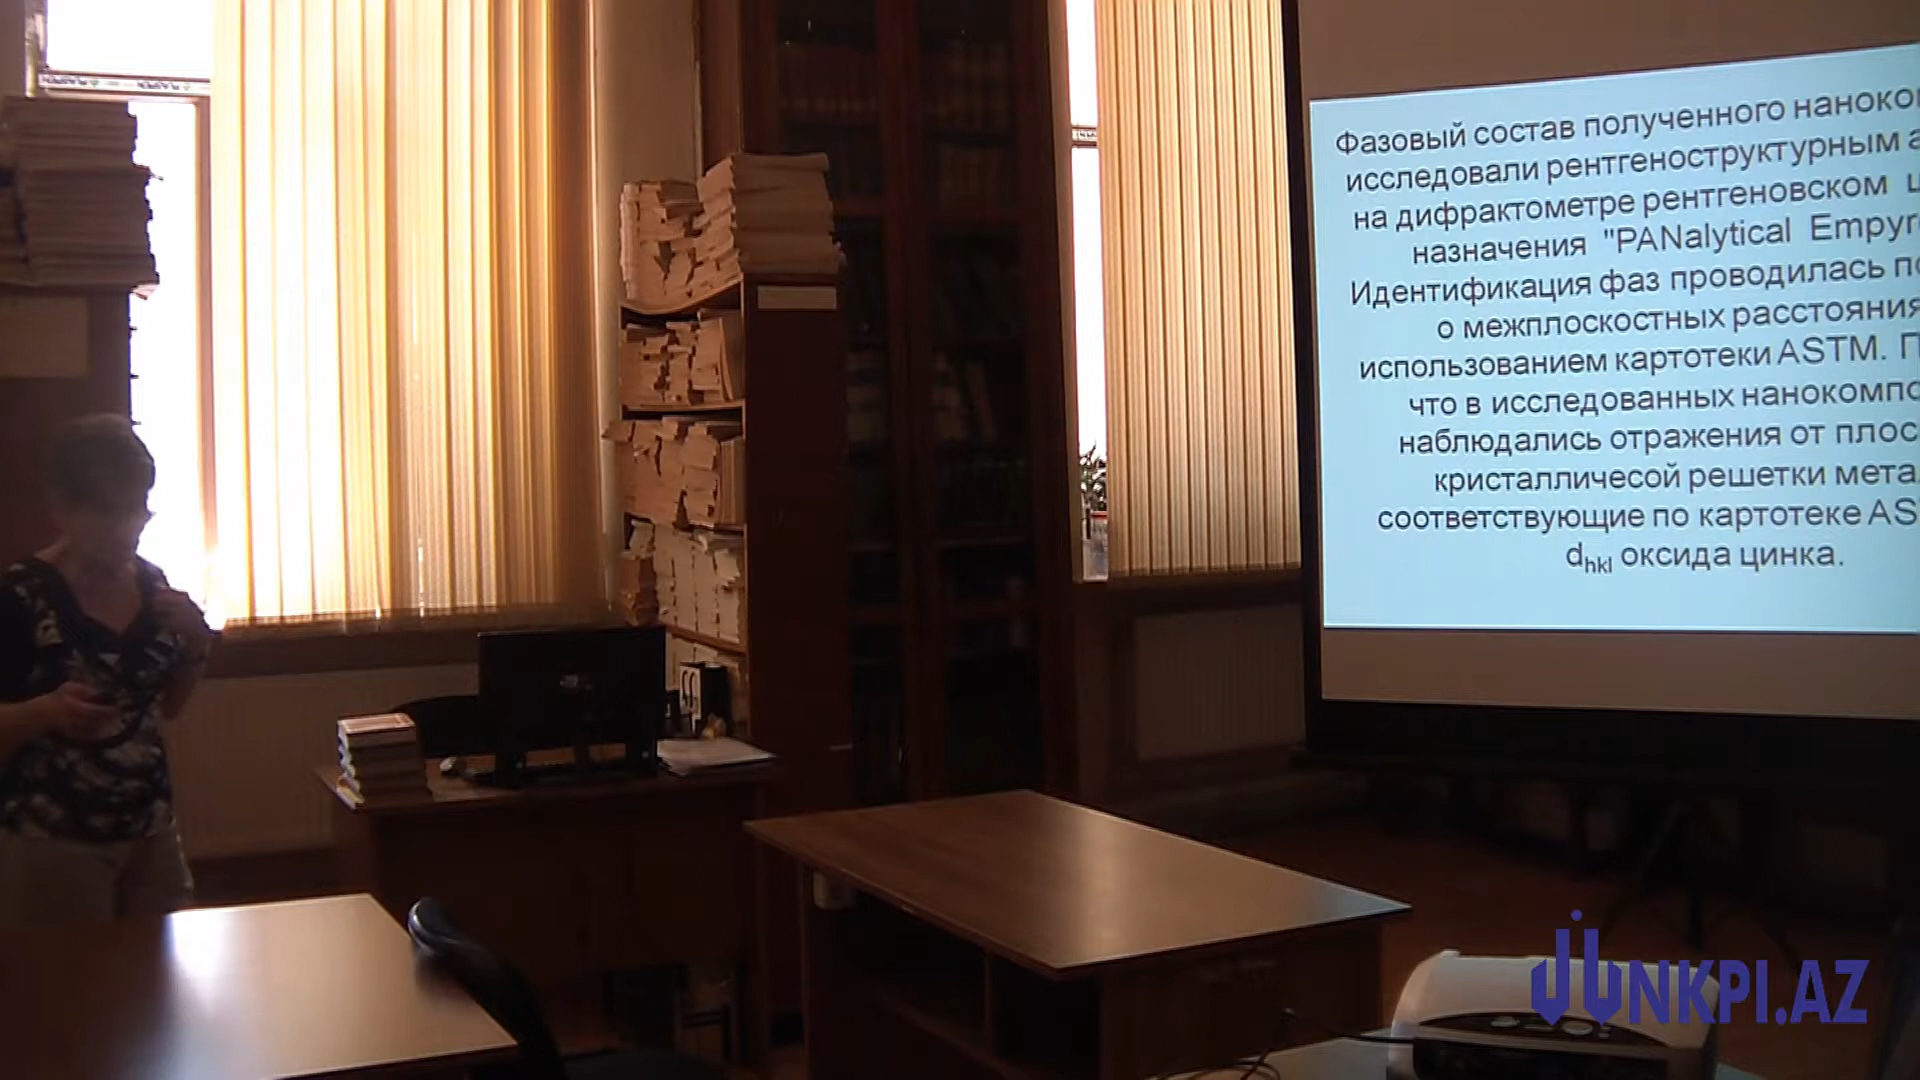 Фазовый состав полученного наноко
исследовали рентгеноструктурным а
на дифрактометре рентгеновском ц
назначения "PANalytical Empyr
Идентификация фаз проводилась по
о межплоскостных расстояния
использованием картотеки ASTM. П
что в исследованных нанокомпо
наблюдались отражения от плос
кристалличесой решетки мета
соответствующие по картотеке AS
dhkl оксида цинка.
JUNKPI.AZ